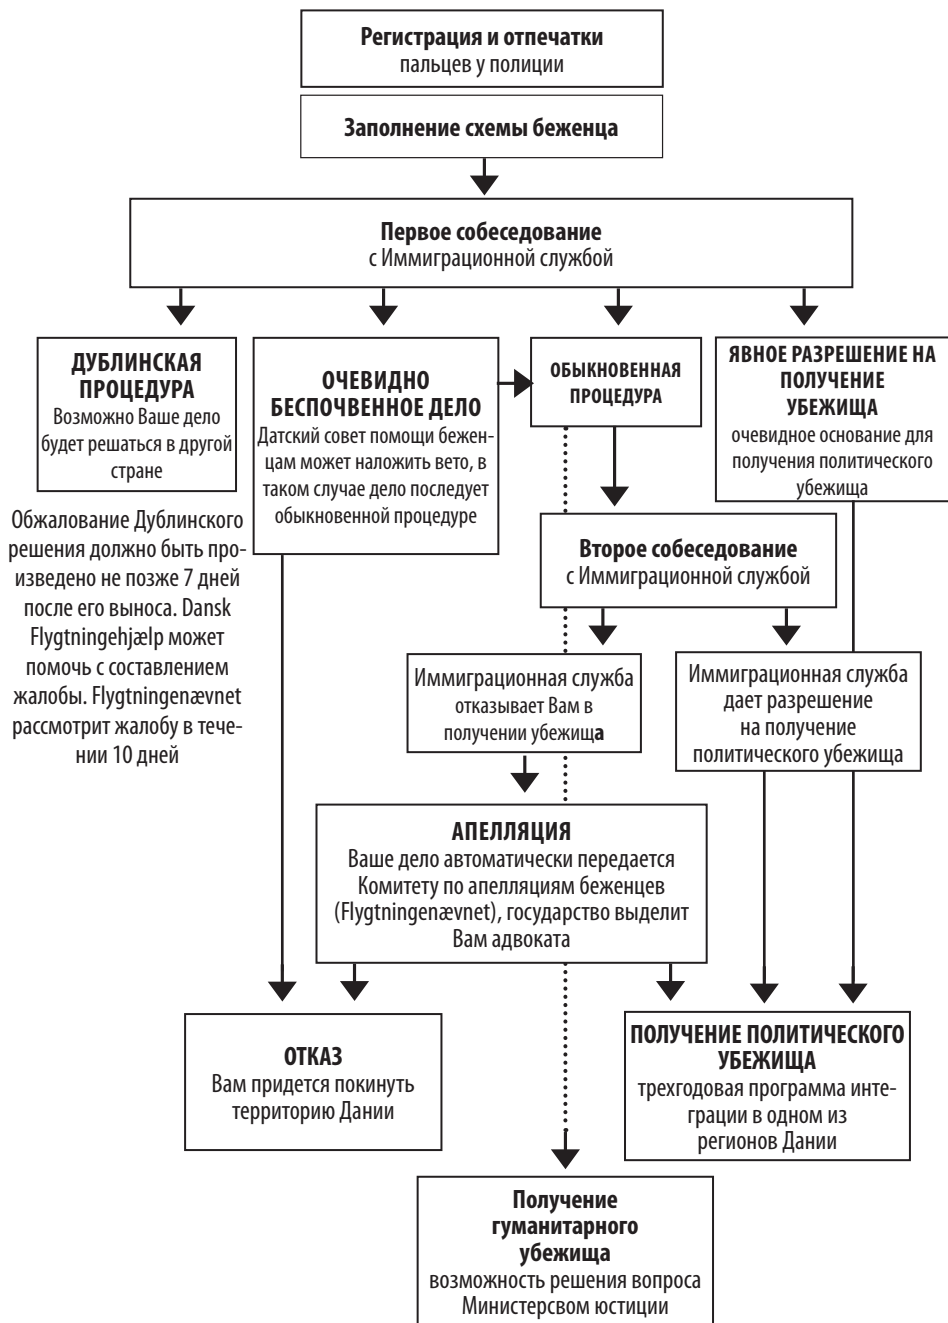 Регистрация и отпечатки
пальцев у полиции
Заполнение схемы беженца
Первое собеседование
с Иммиграционной службой
ДУБЛИНСКАЯ
ПРОЦЕДУРА
Возможно Ваше дело
будет решаться в другой
стране
Обжалование Дублинского
решения должно быть про-
изведено не позже 7 дней
после его выноса. Dansk
Flygtningehjælp может
помочь с составлением
жалобы. Flygtningenævnet
рассмотрит жалобу в тече-
нии 10 дней
ОЧЕВИДНО
БЕСПОЧВЕННОЕ ДЕЛО
Датский совет помощи бежен-
цам может наложить вето, в
таком случае дело последует
обыкновенной процедуре
ОБЫКНОВЕННАЯ
ПРОЦЕДУРА
ЯВНОЕ РАЗРЕШЕНИЕ НА
ПОЛУЧЕНИЕ
УБЕЖИЩА
очевидное основание для
получения политического
убежища
Второе собеседование
с Иммиграционной службой
Иммиграционная служба
отказывает Вам в
получении убежища
Иммиграционная служба
дает разрешение
на получение
политического убежища
АПЕЛЛЯЦИЯ
Ваше дело автоматически передается
Комитету по апелляциям беженцев
(Flygtningenævnet), государство выделит
Вам адвоката
ОТКАЗ
Вам придется покинуть
территорию Дании
ПОЛУЧЕНИЕ ПОЛИТИЧЕСКОГО
УБЕЖИЩА
трехгодовая программа инте-
грации в одном из
регионов Дании
Получение
гуманитарного
убежища
возможность решения вопроса
Министерсвом юстиции